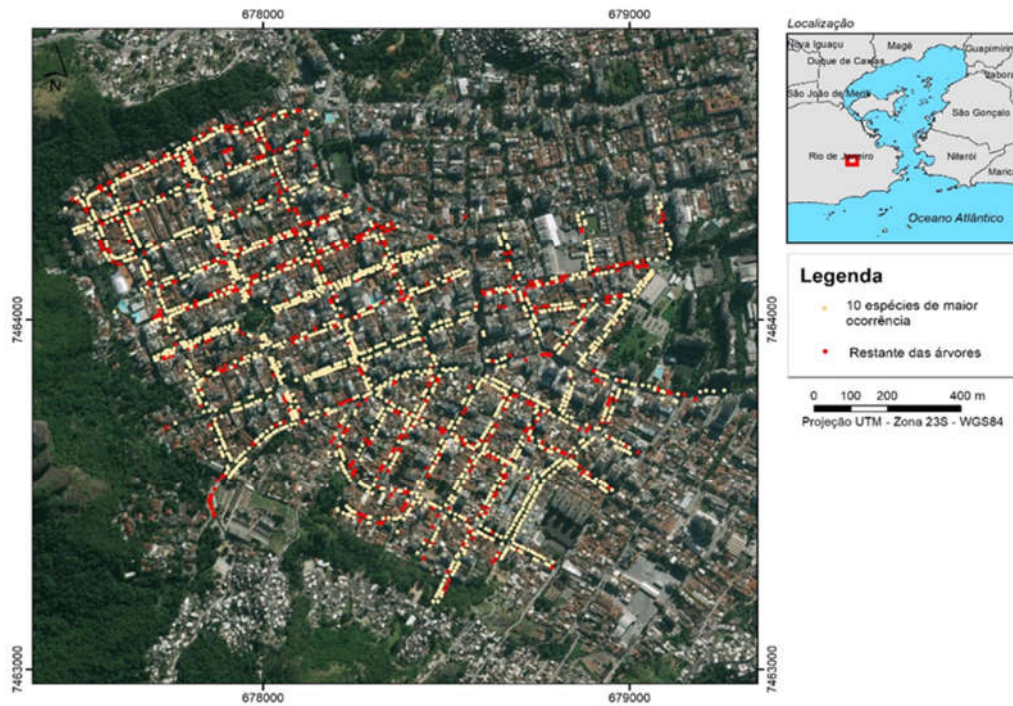 678000
679000
7464000
7464000
7463000
7463000
678000
679000
N
Localização
Nova Iguaçu
Magé
Guapimirim
Duque de Caxias
Itaboraí
São João de Meriti
São Gonçalo
Rio de Janeiro
Niterói
Maricá
Oceano Atlântico
Legenda
10 espécies de maior
ocorrência
Restante das árvores
0 100 200 400 m
Projeção UTM - Zona 23S - WGS84